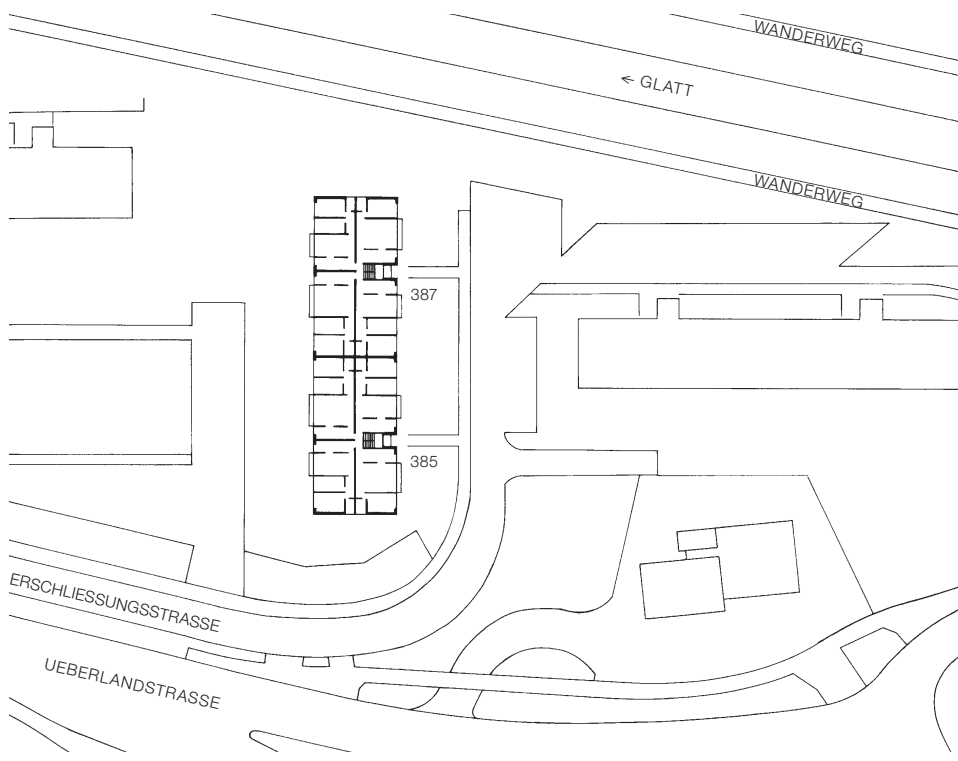 WANDERWEG
← GLATT
WANDERWEG
387
385
ERSCHLIESSUNGSSTRASSE
UEBERLANDSTRASSE